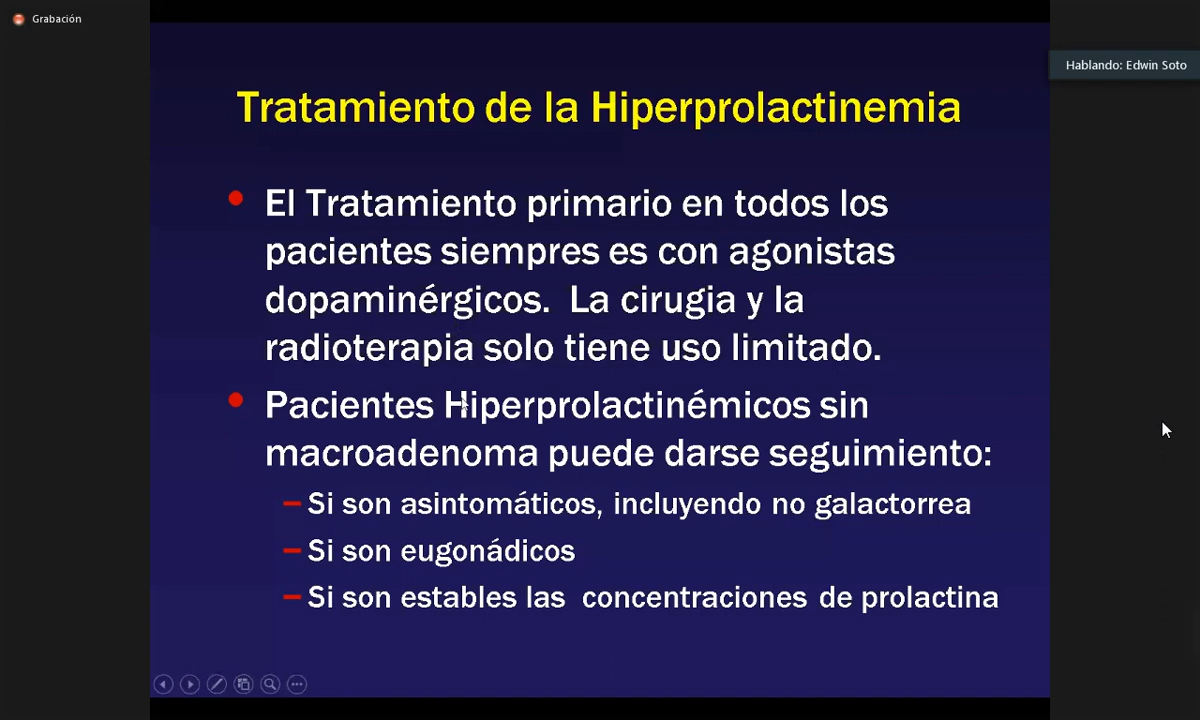 Grabación
Hablando: Edwin Soto
Tratamiento de la Hiperprolactinemia
• El Tratamiento primario en todos los
pacientes siempres es con agonistas
dopaminérgicos. La cirugia y la
radioterapia solo tiene uso limitado.
• Pacientes Hiperprolactinémicos sin
macroadenoma puede darse seguimiento:
– Si son asintomáticos, incluyendo no galactorrea
– Si son eugonádicos
– Si son estables las concentraciones de prolactina